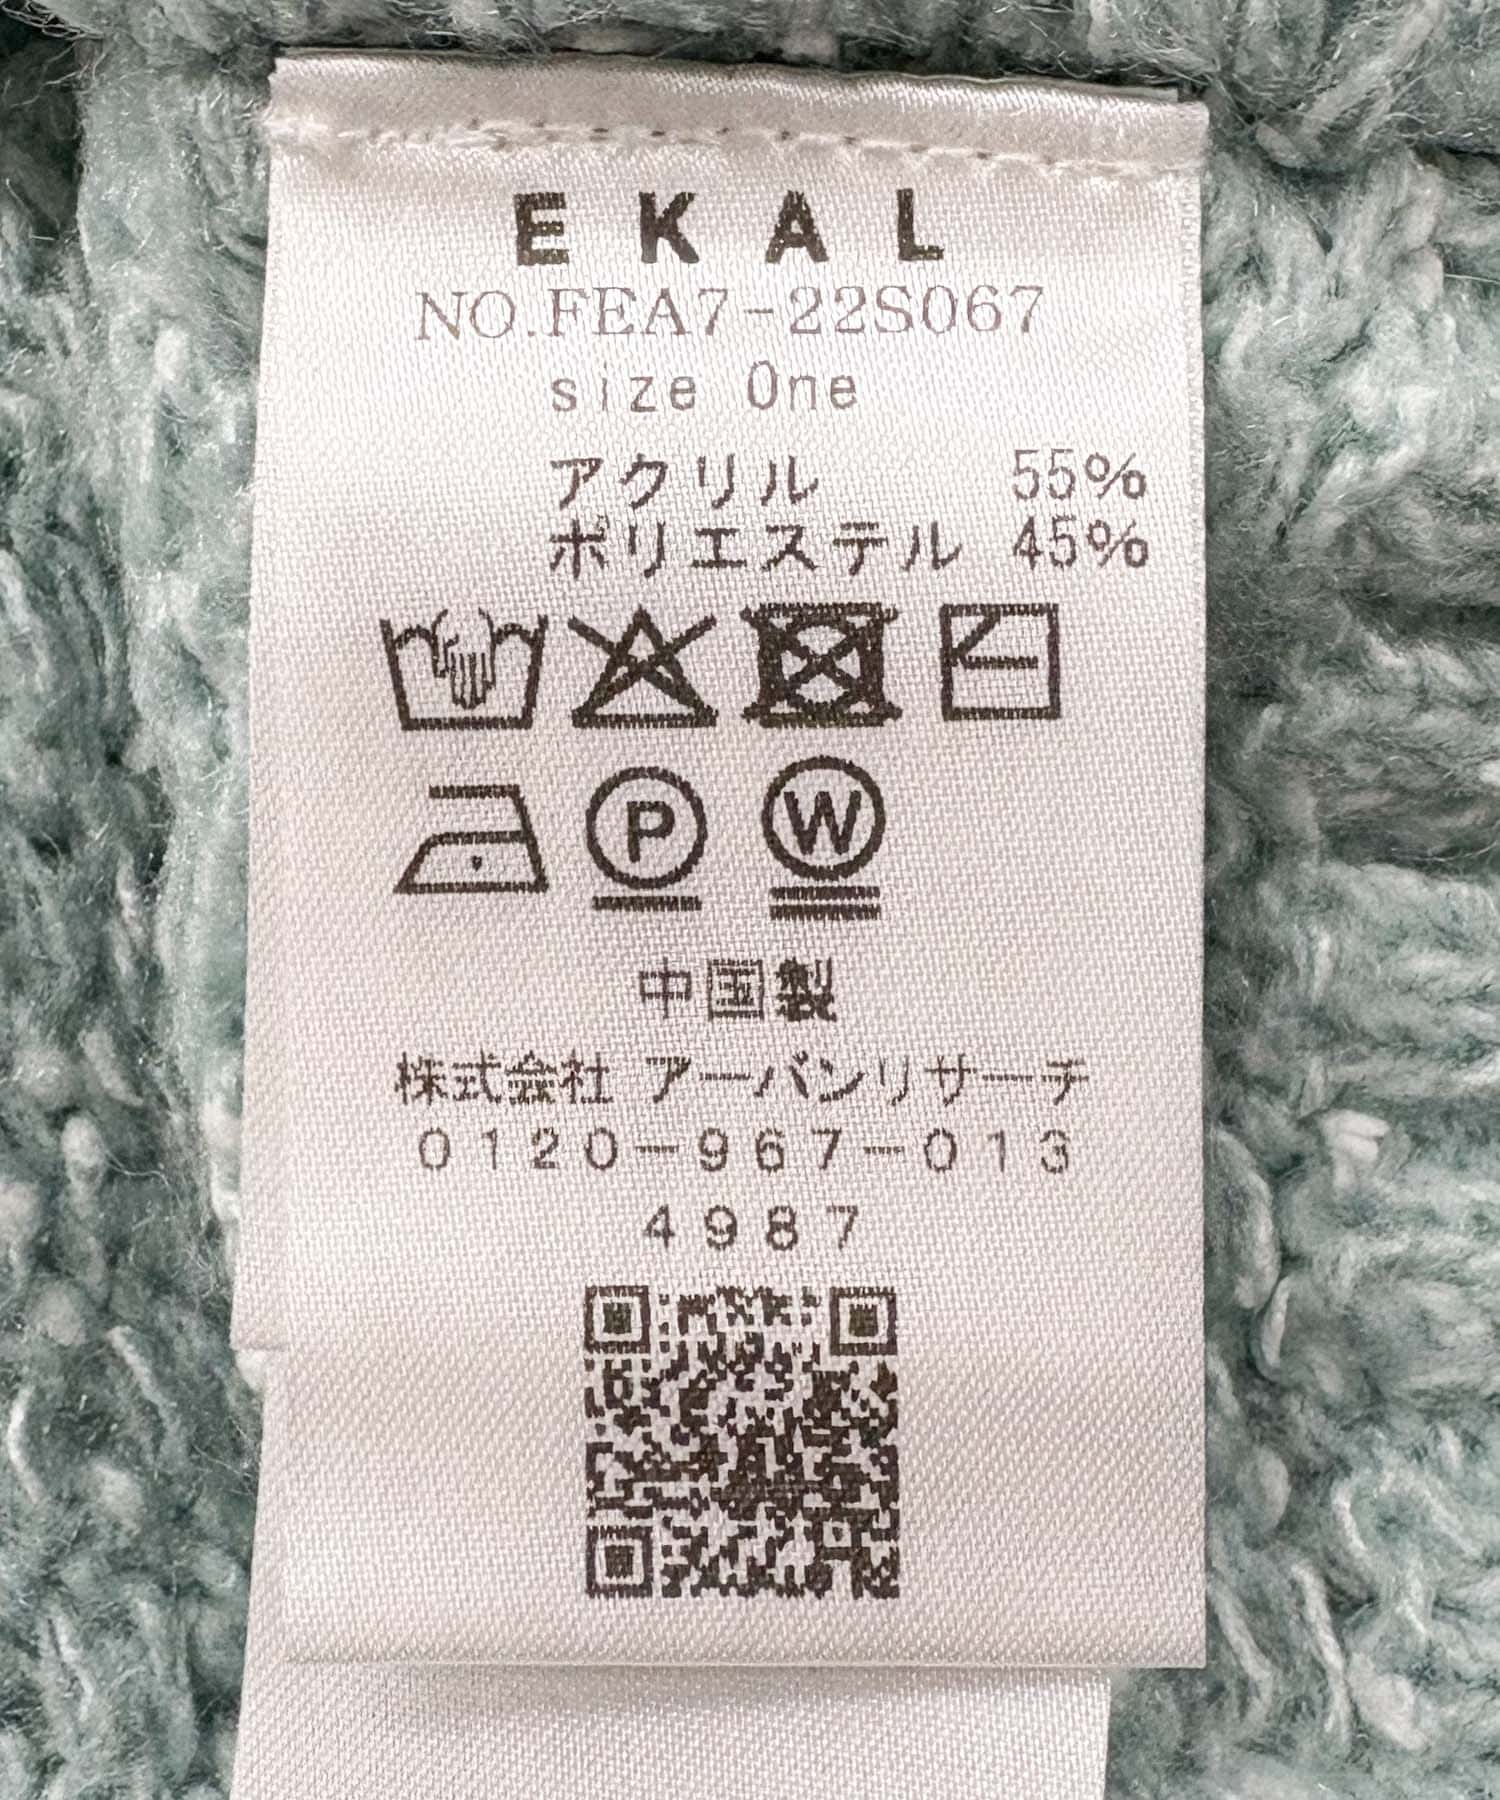 EKAL
NO.FEA7-22S067
size One
アクリル 55%
ポリエステル 45%
P W
中国製
株式会社 アーバンリサーチ
0120-967-013
4987